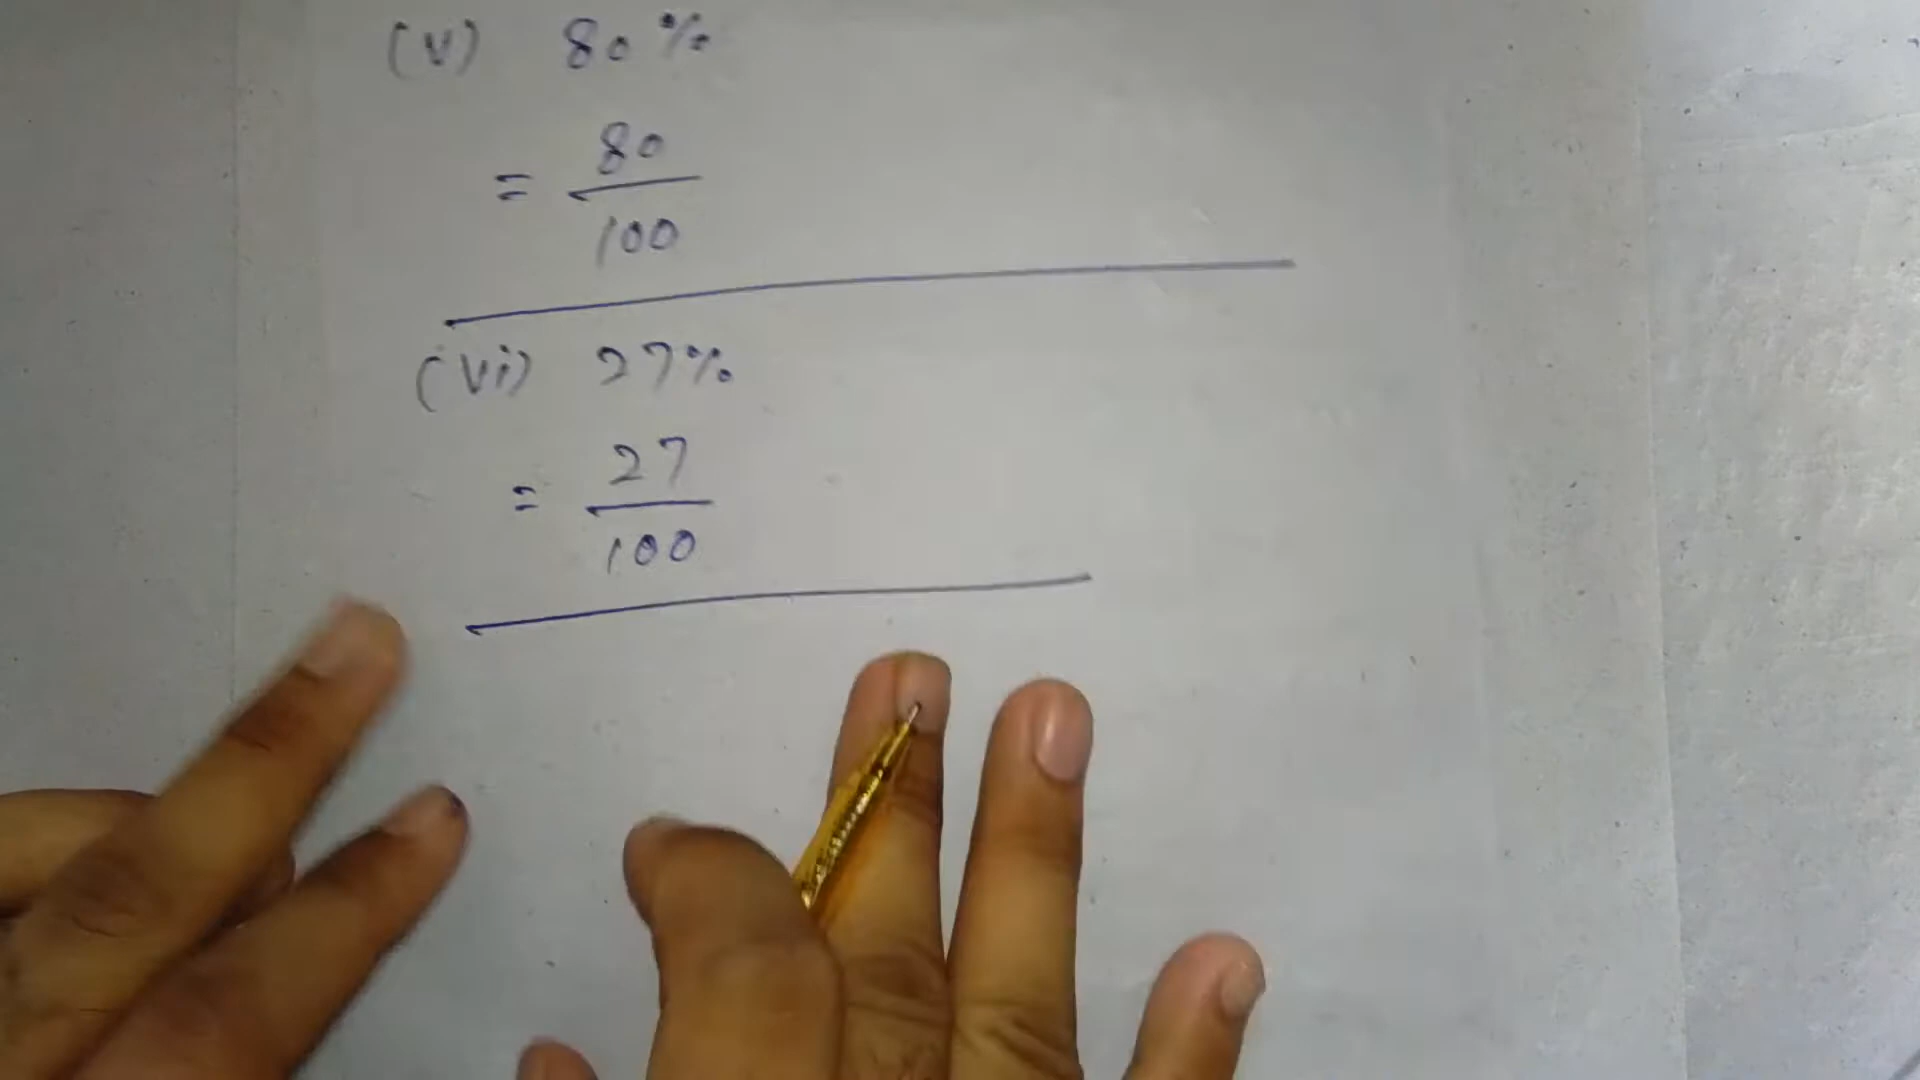 (v) 80%
= 80/100
(vi) 27%
= 27/100